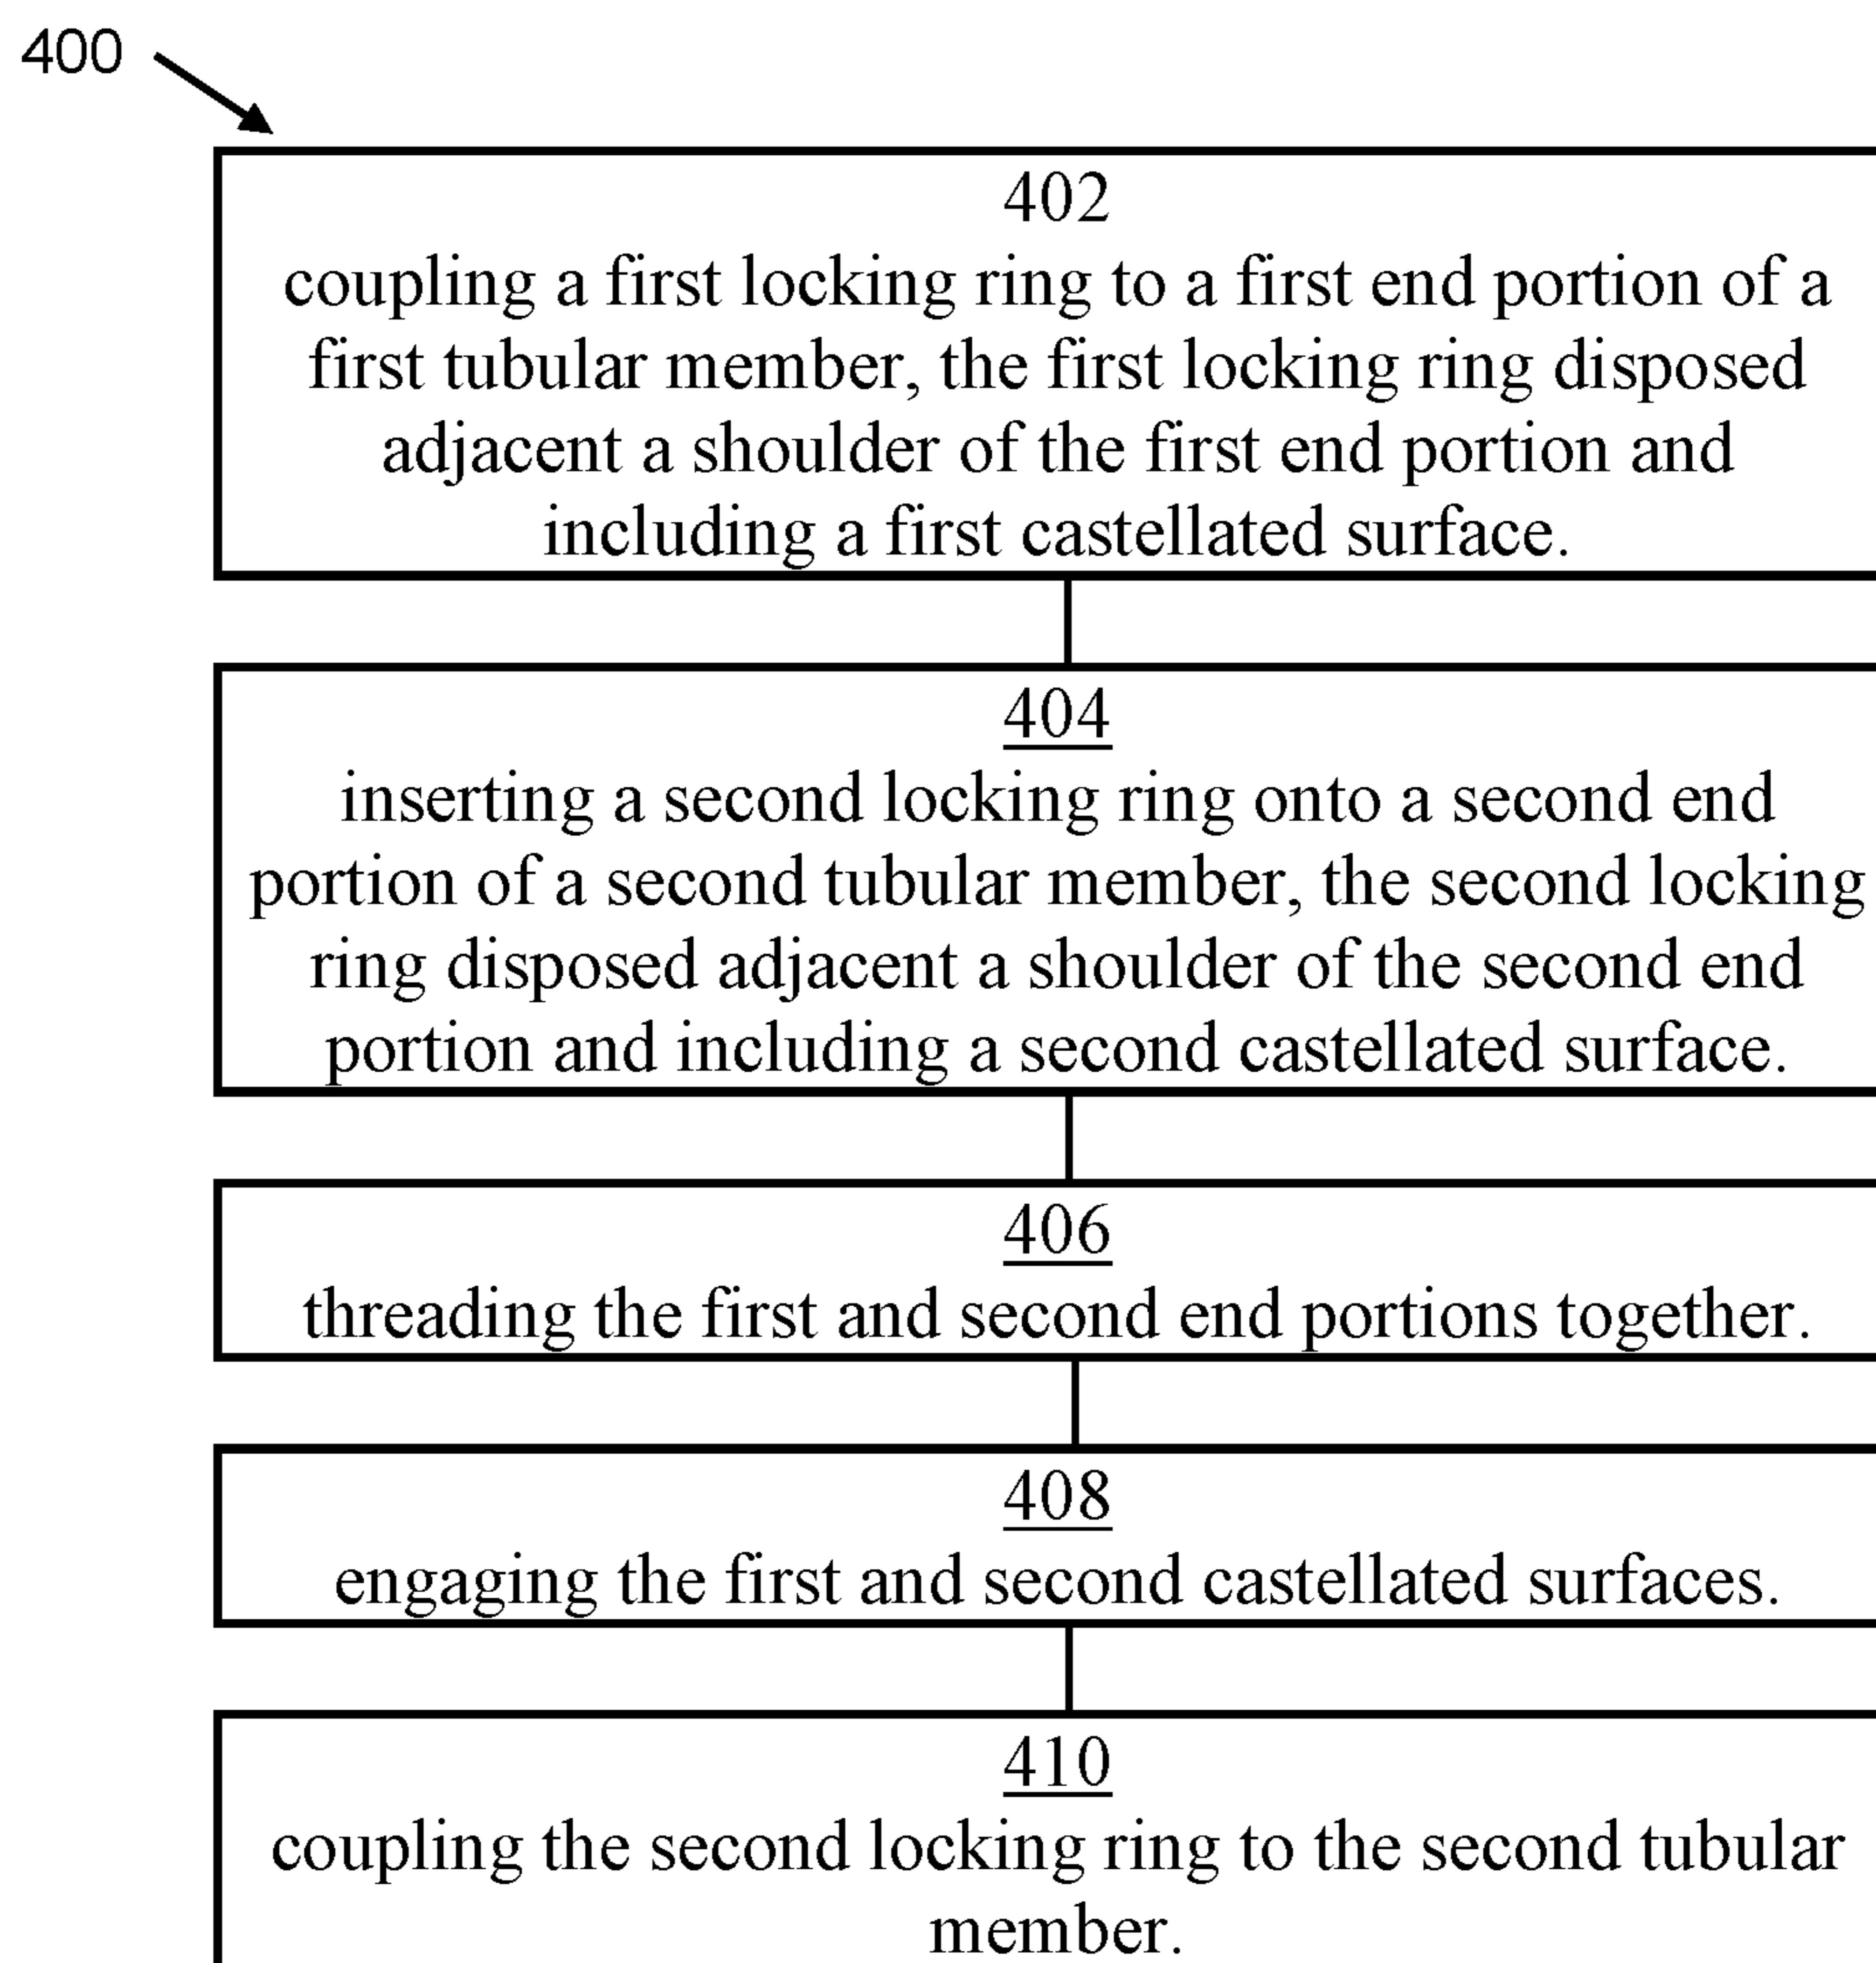 400
402
coupling a first locking ring to a first end portion of a
first tubular member, the first locking ring disposed
adjacent a shoulder of the first end portion and
including a first castellated surface.
404
inserting a second locking ring onto a second end
portion of a second tubular member, the second locking
ring disposed adjacent a shoulder of the second end
portion and including a second castellated surface.
406
threading the first and second end portions together.
408
engaging the first and second castellated surfaces.
410
coupling the second locking ring to the second tubular
member.